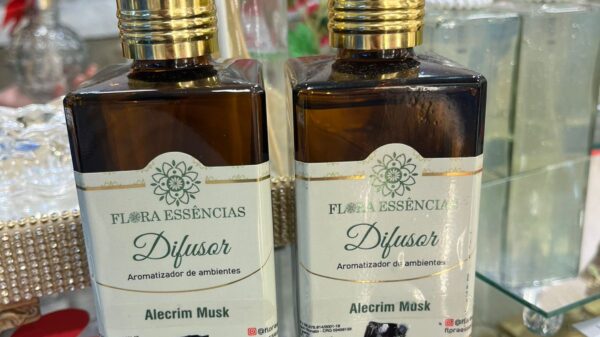 FLORA ESSÊNCIAS
Difusor
Aromatizador de ambientes
Alecrim Musk
FLORA ESSÊNCIAS
Difusor
Aromatizador de ambientes
Alecrim Musk